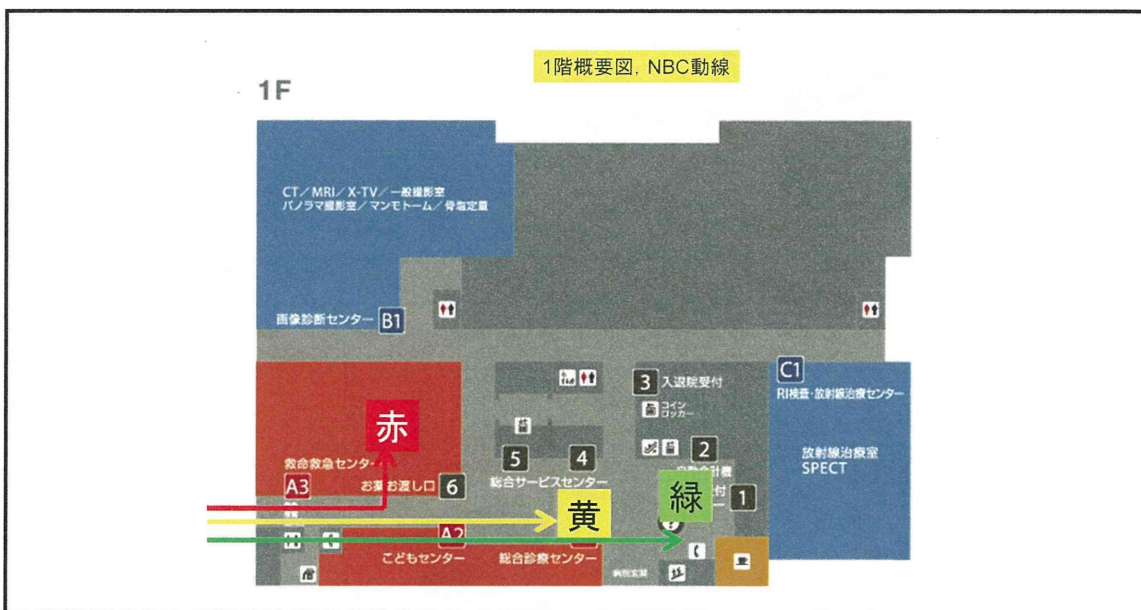 1階概要図, NBC動線
1F
CT/MRI/X-TV/一般撮影室
パノラマ撮影室/マンモトーム/骨塩定量
画像診断センター B1
C1
3 入退院受付
RI検査・放射線治療センター
コイン
ロッカー
赤
2
放射線治療室
SPECT
救命救急センター
5 4
自動会計機
A3 お薬お渡し口 6
総合サービスセンター
緑
1
黄
A2
こどもセンター
総合診療センター
病院玄関